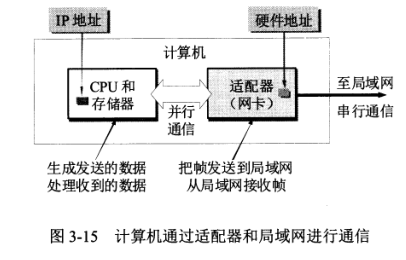 IP 地址
硬件地址
计算机
CPU 和
存储器
并行
通信
适配器
（网卡）
至局域网
串行通信
生成发送的数据
处理收到的数据
把帧发送到局域网
从局域网接收帧
图 3-15 计算机通过适配器和局域网进行通信